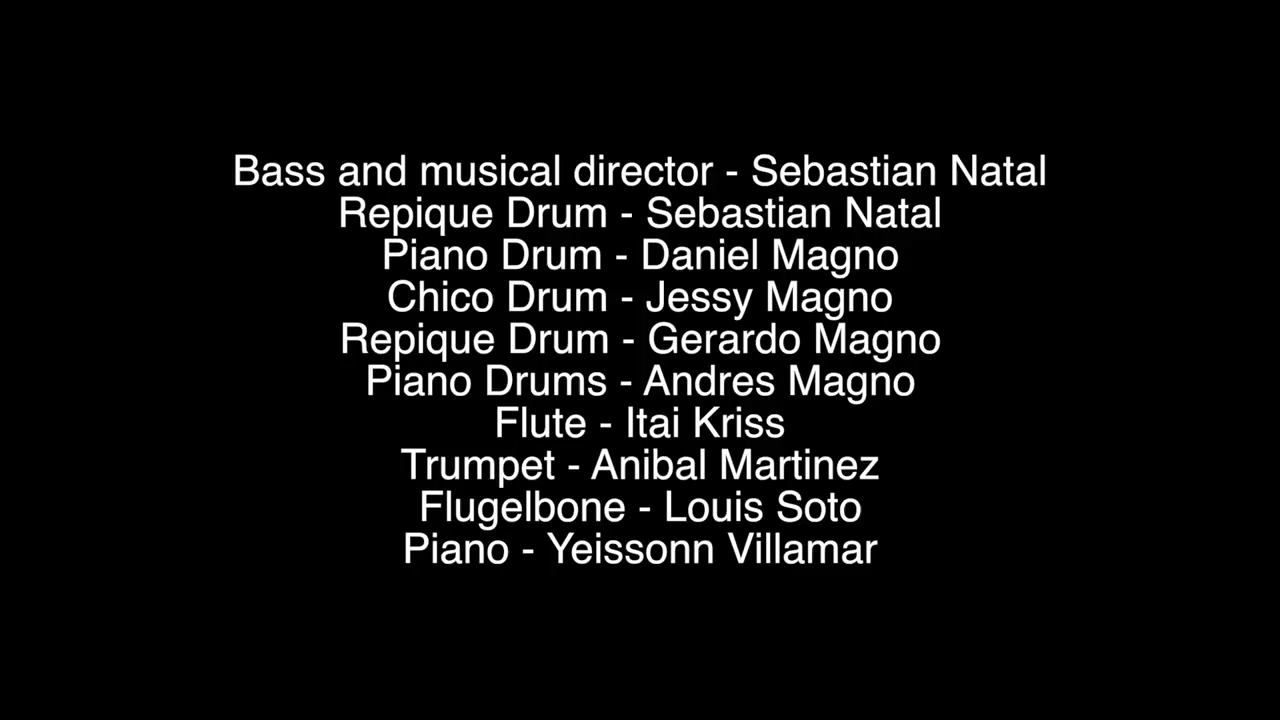 Bass and musical director - Sebastian Natal
Repique Drum - Sebastian Natal
Piano Drum - Daniel Magno
Chico Drum - Jessy Magno
Repique Drum - Gerardo Magno
Piano Drums - Andres Magno
Flute - Itai Kriss
Trumpet - Anibal Martinez
Flugelbone - Louis Soto
Piano - Yeissonn Villamar